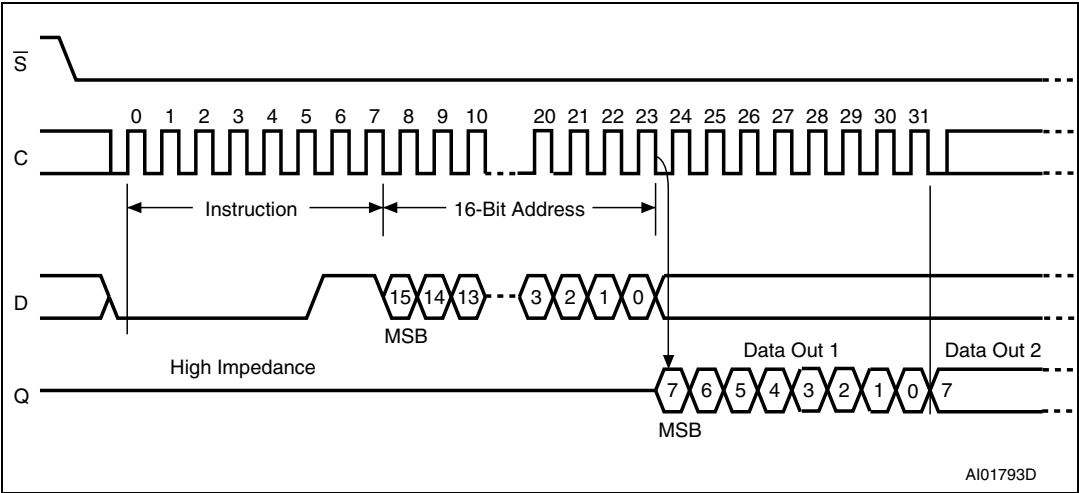 S
0 1 2 3 4 5 6 7 8 9 10 20 21 22 23 24 25 26 27 28 29 30 31
C
Instruction 16-Bit Address
D 15 14 13 3 2 1 0
MSB
Data Out 1 Data Out 2
High Impedance
Q 7 6 5 4 3 2 1 0 7
MSB
AI01793D